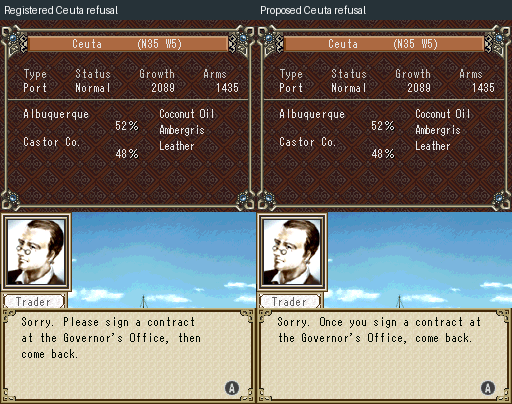 Registered Ceuta refusal
Ceuta (N35 W5)
Type Status Growth Arms
Port Normal 2089 1435
Albuquerque Coconut Oil
52% Ambergris
Castor Co. Leather
48%
Trader
Sorry. Please sign a contract
at the Governor's Office, then
come back.
A
Proposed Ceuta refusal
Ceuta (N35 W5)
Type Status Growth Arms
Port Normal 2089 1435
Albuquerque Coconut Oil
52% Ambergris
Castor Co. Leather
48%
Trader
Sorry. Once you sign a contract at
the Governor's Office, come back.
A